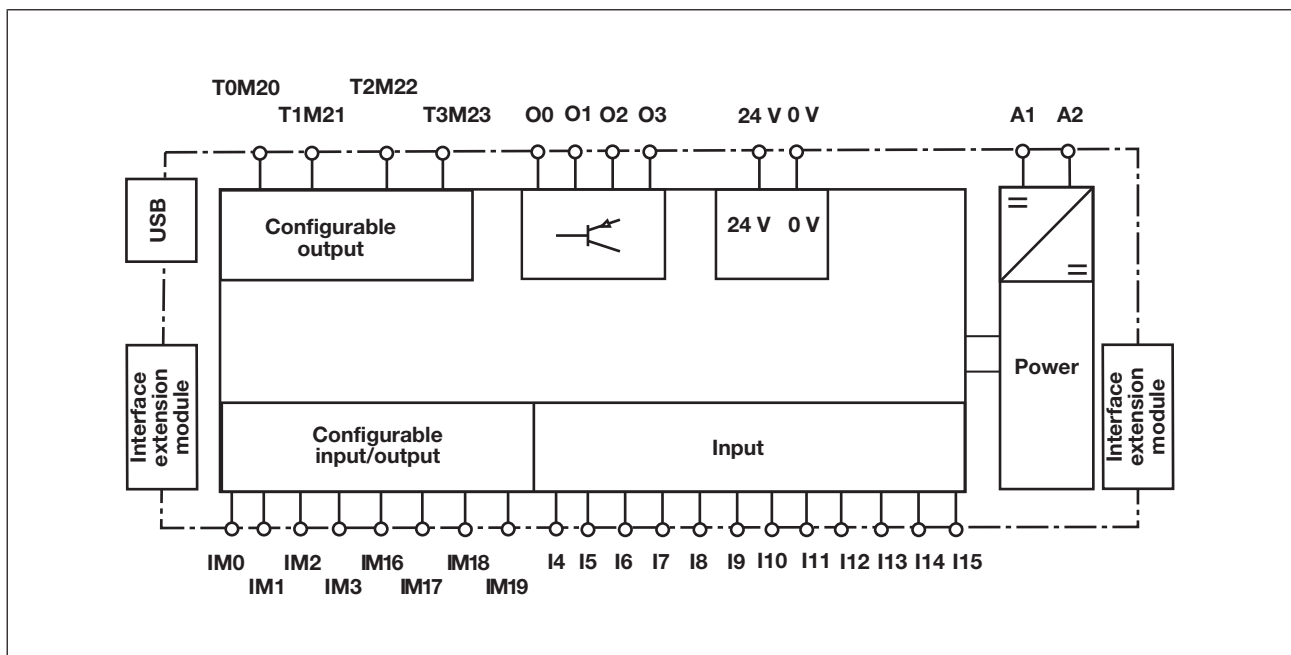 T0M20
T2M22
T1M21
T3M23
O0
O1
O2
O3
24 V
0 V
A1
A2
USB
Configurable
output
24 V
0 V
Interface
extension
module
Power
Interface
extension
module
Configurable
input/output
Input
IM0
IM2
IM16
IM18
I4
I5
I6
I7
I8
I9
I10
I11
I12
I13
I14
I15
IM1
IM3
IM17
IM19